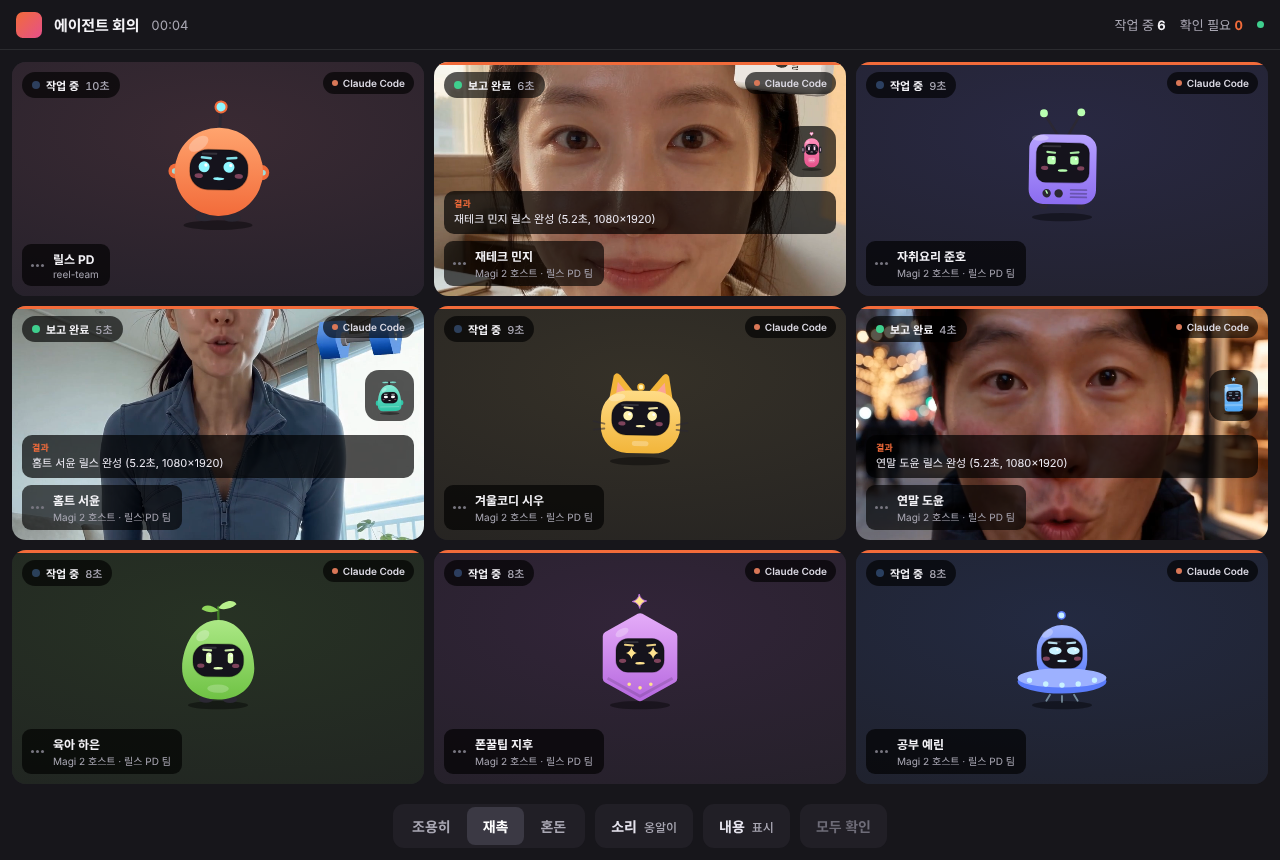 에이전트 회의 00:04
작업 중 6 확인 필요 0
작업 중 10초
Claude Code
릴스 PD
reel-team
보고 완료 6초
Claude Code
결과
재테크 민지 릴스 완성 (5.2초, 1080×1920)
재테크 민지
Magi 2 호스트 · 릴스 PD 팀
작업 중 9초
Claude Code
자취요리 준호
Magi 2 호스트 · 릴스 PD 팀
보고 완료 5초
Claude Code
결과
홈트 서윤 릴스 완성 (5.2초, 1080×1920)
홈트 서윤
Magi 2 호스트 · 릴스 PD 팀
작업 중 9초
Claude Code
겨울코디 시우
Magi 2 호스트 · 릴스 PD 팀
보고 완료 4초
Claude Code
결과
연말 도윤 릴스 완성 (5.2초, 1080×1920)
연말 도윤
Magi 2 호스트 · 릴스 PD 팀
작업 중 8초
Claude Code
육아 하은
Magi 2 호스트 · 릴스 PD 팀
작업 중 8초
Claude Code
폰꿀팁 지후
Magi 2 호스트 · 릴스 PD 팀
작업 중 8초
Claude Code
공부 예린
Magi 2 호스트 · 릴스 PD 팀
조용히 재촉 혼돈 소리 옹알이 내용 표시 모두 확인